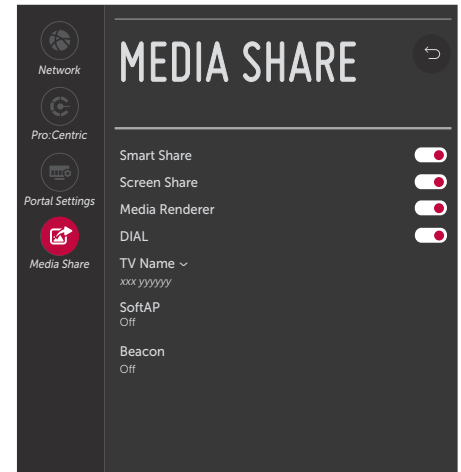 Network
Pro:Centric
Portal Settings
Media Share
MEDIA SHARE
Smart Share
Screen Share
Media Renderer
DIAL
TV Name
xxx yyyyyy
SoftAP
Off
Beacon
Off